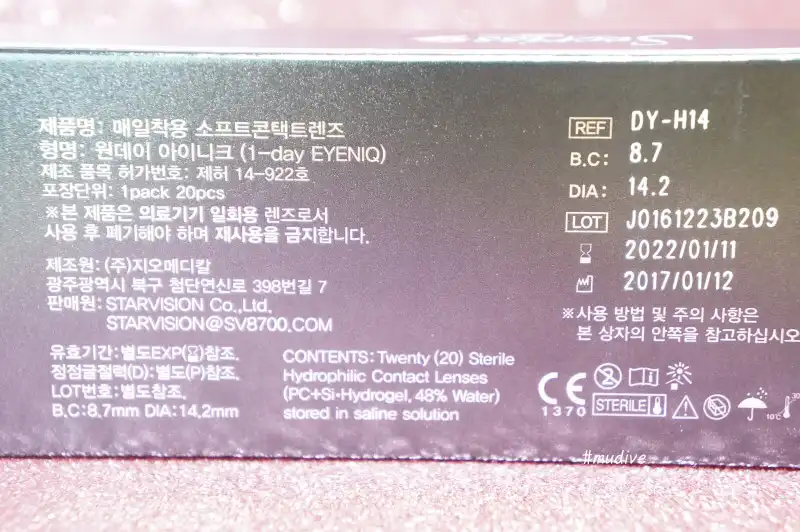 제품명: 매일착용 소프트콘택트렌즈
형명: 원데이 아이니크 (1-day EYENIQ)
제조 품목 허가번호: 제허 14-922호
포장단위: 1pack 20pcs
※본 제품은 의료기기 일회용 렌즈로서
사용 후 폐기해야 하며 재사용을 금지합니다.
제조원: (주)지오메디칼
광주광역시 북구 첨단연신로 398번길 7
판매원: STARVISION Co.,Ltd.
STARVISION@SV8700.COM
유효기간: 별도EXP(⌛)참조.
정점굴절력(D): 별도(P)참조.
LOT번호: 별도참조.
B.C:8.7mm DIA:14.2mm
CONTENTS: Twenty (20) Sterile
Hydrophilic Contact Lenses
(PC+Si-Hydrogel, 48% Water)
stored in saline solution
REF DY-H14
B.C: 8.7
DIA: 14.2
LOT J0161223B209
2022/01/11
2017/01/12
※사용 방법 및 주의 사항은
본 상자의 안쪽을 참고하십시오
CE
1370
STERILE
10°C
30
#mudive